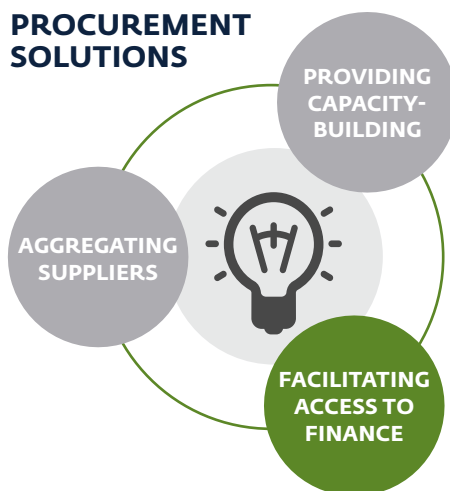 PROCUREMENT
SOLUTIONS
PROVIDING
CAPACITY-
BUILDING
AGGREGATING
SUPPLIERS
FACILITATING
ACCESS TO
FINANCE